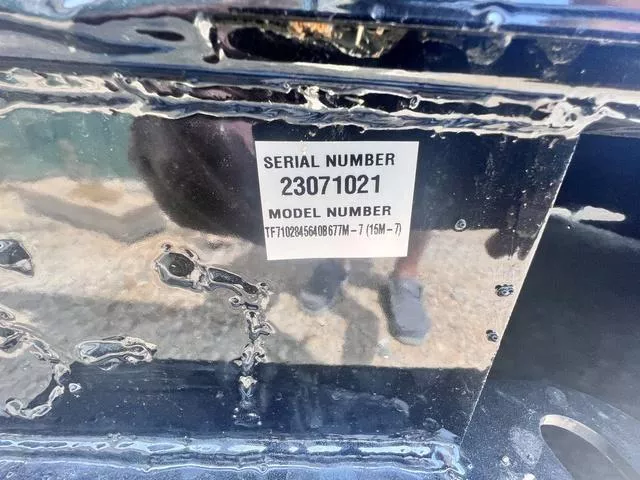 SERIAL NUMBER
23071021
MODEL NUMBER
TF7102845640B677M-7 (15M-7)